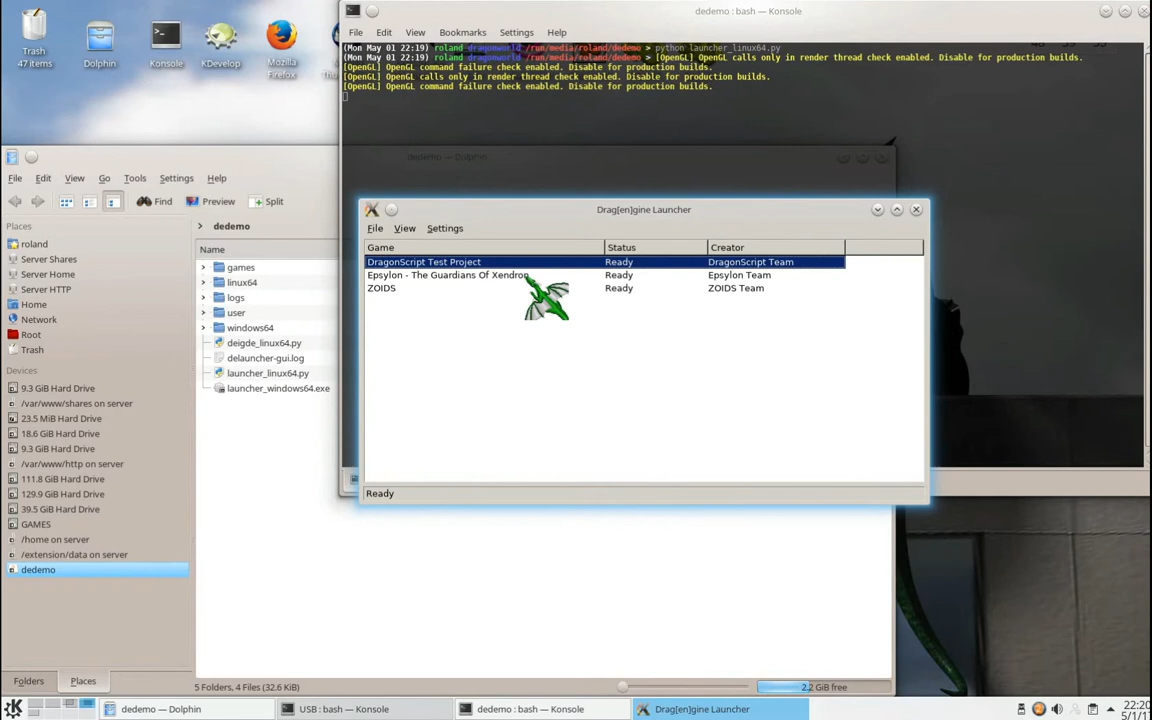 Trash
47 items
Dolphin
Konsole
KDevelop
Mozilla
Firefox
dedemo : bash — Konsole
File Edit View Bookmarks Settings Help
(Mon May 01 22:19) roland dragonworld /run/media/roland/dedemo > python launcher_linux64.py
(Mon May 01 22:19) roland dragonworld /run/media/roland/dedemo > [OpenGL] OpenGL calls only in render thread check enabled. Disable for production builds.
[OpenGL] OpenGL command failure check enabled. Disable for production builds.
[OpenGL] OpenGL calls only in render thread check enabled. Disable for production builds.
[OpenGL] OpenGL command failure check enabled. Disable for production builds.
dedemo — Dolphin
File Edit View Go Tools Settings Help
Find Preview Split
Places
roland
Server Shares
Server Home
Server HTTP
Home
Network
Root
Trash
Devices
9.3 GiB Hard Drive
/var/www/shares on server
23.5 MiB Hard Drive
18.6 GiB Hard Drive
9.3 GiB Hard Drive
/var/www/http on server
111.8 GiB Hard Drive
129.9 GiB Hard Drive
39.5 GiB Hard Drive
GAMES
/home on server
/extension/data on server
dedemo
Folders Places
> dedemo
Name
games
linux64
logs
user
windows64
deigde_linux64.py
delauncher-gui.log
launcher_linux64.py
launcher_windows64.exe
5 Folders, 4 Files (32.6 KiB)
2.2 GiB free
Drag[en]gine Launcher
File View Settings
Game Status Creator
DragonScript Test Project Ready DragonScript Team
Epsylon - The Guardians Of Xendron Ready Epsylon Team
ZOIDS Ready ZOIDS Team
Ready
dedemo — Dolphin
USB : bash — Konsole
dedemo : bash — Konsole
Drag[en]gine Launcher
22:20